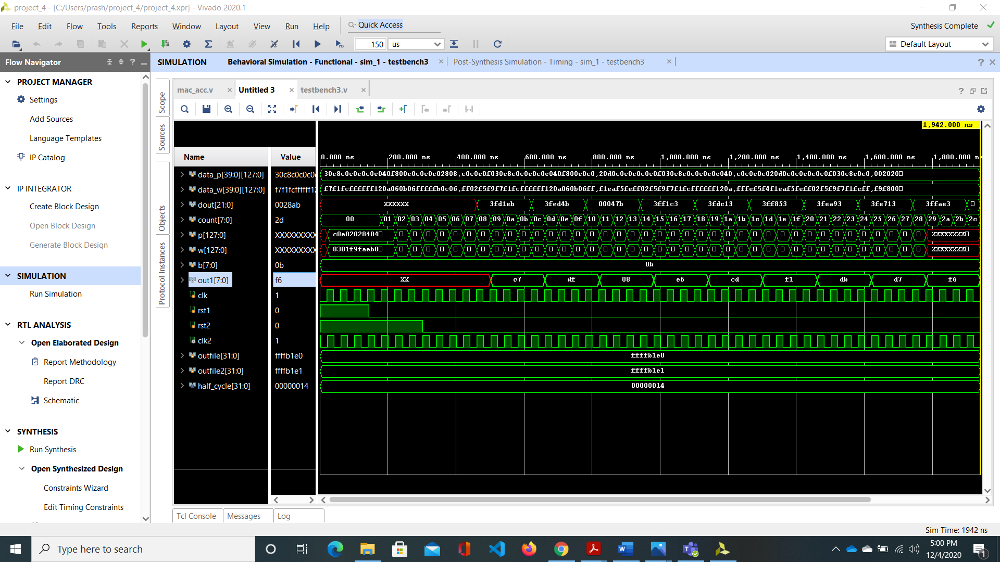 project_4 - [C:/Users/prash/project_4/project_4.xpr] - Vivado 2020.1
File Edit Flow Tools Reports Window Layout View Run Help Quick Access Synthesis Complete
150 us Default Layout
Flow Navigator
SIMULATION Behavioral Simulation - Functional - sim_1 - testbench3 Post-Synthesis Simulation - Timing - sim_1 - testbench3
PROJECT MANAGER
Settings
Add Sources
Language Templates
IP Catalog
IP INTEGRATOR
Create Block Design
Open Block Design
Generate Block Design
SIMULATION
Run Simulation
RTL ANALYSIS
Open Elaborated Design
Report Methodology
Report DRC
Schematic
SYNTHESIS
Run Synthesis
Open Synthesized Design
Constraints Wizard
Edit Timing Constraints
Scope
Sources
Objects
Protocol Instances
mac_acc.v Untitled 3 testbench3.v
1,942.000 ns
Name Value 0.000 ns 200.000 ns 400.000 ns 600.000 ns 800.000 ns 1,000.000 ns 1,200.000 ns 1,400.000 ns 1,600.000 ns 1,800.000 ns
data_p[39:0][127:0] 30c8c0c0c0 30c8c0c0c0c0e040f800c0c0c0c02808,c0c0c0f030c8c0c0c0c0e040f800c0c0,20d0c0c0c0c0c0f030c8c0c0c0c0e040,c0c0c0c020d0c0c0c0c0c0f030c8c0c0,002020
data_w[39:0][127:0] f7f1fcffffff12 f7f1fcffffff120a060b06fffffb0c06,ff02f5f9f7f1fcffffff120a060b06ff,f1eaf5feff02f5f9f7f1fcffffff120a,fffef5f4f1eaf5feff02f5f9f7f1fcff,f9f800
dout[21:0] 0028ab XXXXXX 3fd1eb 3fed4b 00047b 3ff1c3 3fdc13 3ff853 3fea93 3fe713 3ffae3
count[7:0] 2d 00 01 02 03 04 05 06 07 08 09 0a 0b 0c 0d 0e 0f 10 11 12 13 14 15 16 17 18 19 1a 1b 1c 1d 1e 1f 20 21 22 23 24 25 26 27 28 29 2a 2b 2c
p[127:0] XXXXXXXXX c0e82028404 XXXXXXXX
w[127:0] XXXXXXXXX 0301f9faeb0 XXXXXXXX
b[7:0] 0b 0b
out1[7:0] f6 XX c7 df 08 e6 cd f1 db d7 f6
clk 1
rst1 0
rst2 0
clk2 1
outfile[31:0] ffffb1e0 ffffb1e0
outfile2[31:0] ffffb1e1 ffffb1e1
half_cycle[31:0] 00000014 00000014
Tcl Console Messages Log
Sim Time: 1942 ns
Type here to search
5:00 PM
12/4/2020
1